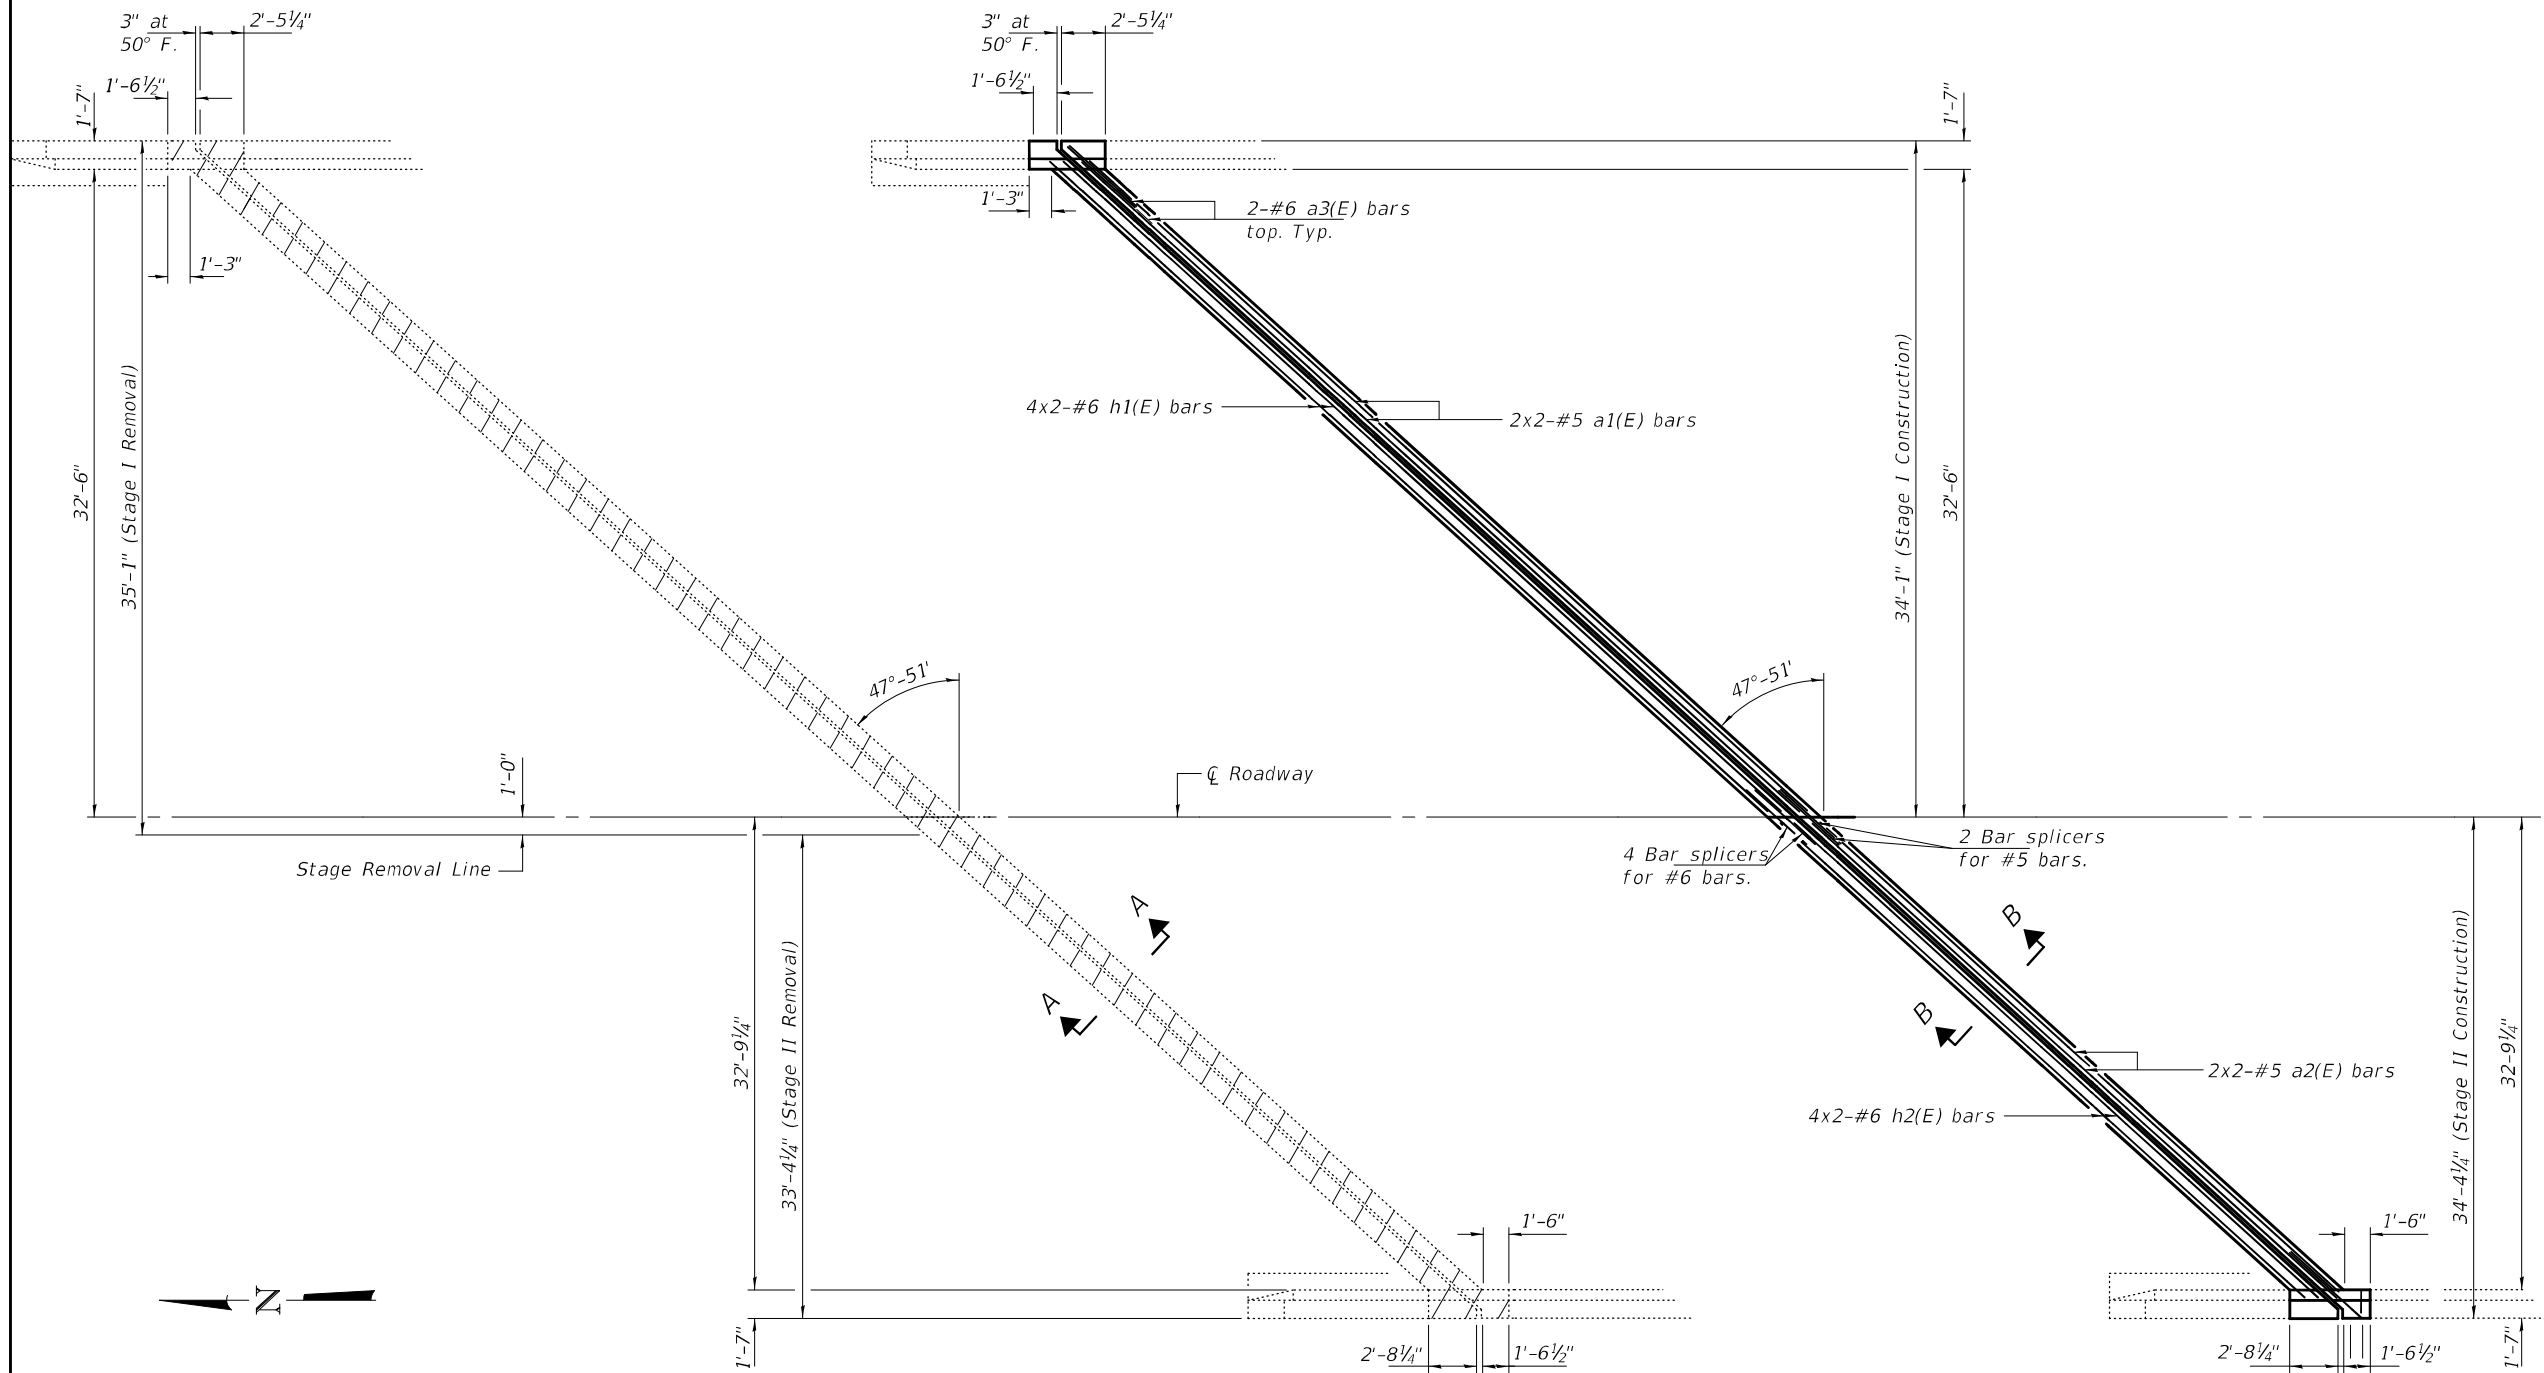 3" at
50° F.
2'-5¼"
1'-6½"
1'-7"
1'-3"
32'-6"
35'-1" (Stage I Removal)
47°-51'
1'-0"
Stage Removal Line
℄ Roadway
A
A
32'-9¼"
33'-4¼" (Stage II Removal)
1'-6"
1'-7"
2'-8¼"
1'-6½"
N
3" at
50° F.
2'-5¼"
1'-6½"
1'-7"
1'-3"
2-#6 a3(E) bars
top. Typ.
4x2-#6 h1(E) bars
2x2-#5 a1(E) bars
34'-1" (Stage I Construction)
32'-6"
47°-51'
4 Bar splicers
for #6 bars.
2 Bar splicers
for #5 bars.
B
B
2x2-#5 a2(E) bars
4x2-#6 h2(E) bars
34'-4¼" (Stage II Construction)
32-9¼"
1'-6"
2'-8¼"
1'-6½"
1'-7"